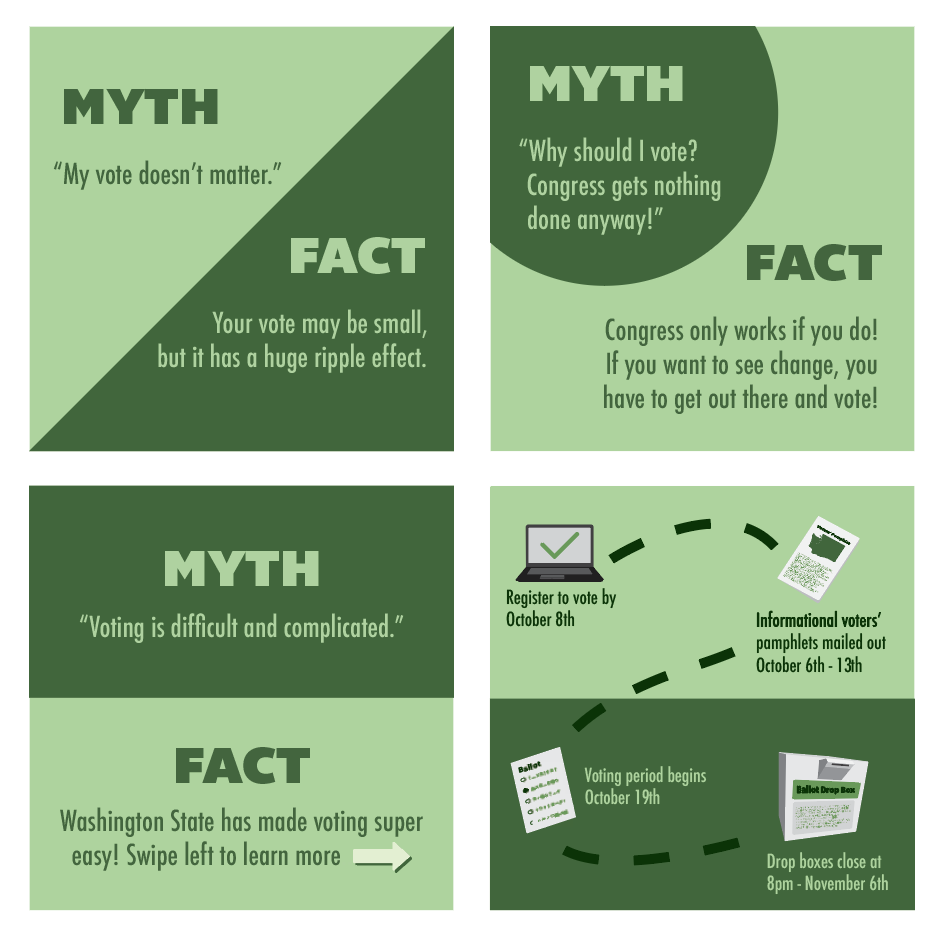 MYTH
“My vote doesn’t matter.”
FACT
Your vote may be small,
but it has a huge ripple effect.
MYTH
“Why should I vote?
Congress gets nothing
done anyway!”
FACT
Congress only works if you do!
If you want to see change, you
have to get out there and vote!
MYTH
“Voting is difficult and complicated.”
FACT
Washington State has made voting super
easy! Swipe left to learn more
Register to vote by
October 8th
Informational voters’
pamphlets mailed out
October 6th - 13th
Ballot
Voting period begins
October 19th
Ballot Drop Box
Drop boxes close at
8pm - November 6th